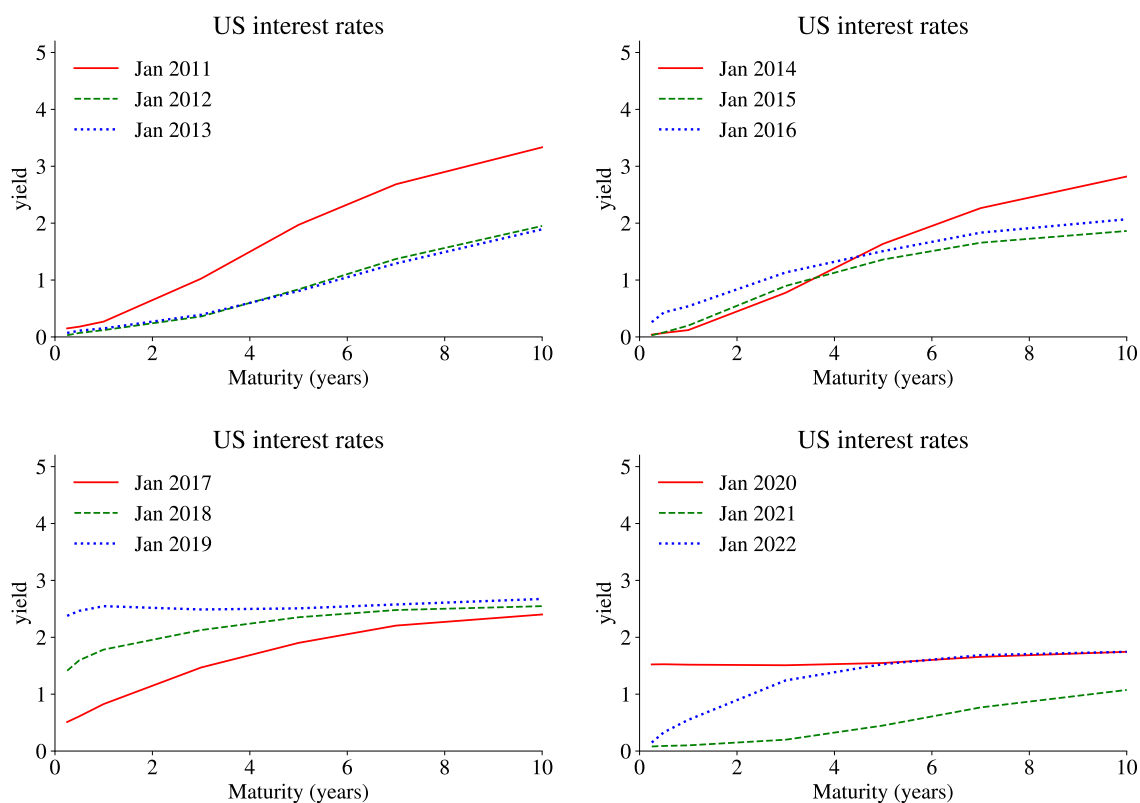 US interest rates
5
4
3
2
1
0
yield
Jan 2011
Jan 2012
Jan 2013
0 2 4 6 8 10
Maturity (years)
US interest rates
5
4
3
2
1
0
yield
Jan 2014
Jan 2015
Jan 2016
0 2 4 6 8 10
Maturity (years)
US interest rates
5
4
3
2
1
0
yield
Jan 2017
Jan 2018
Jan 2019
0 2 4 6 8 10
Maturity (years)
US interest rates
5
4
3
2
1
0
yield
Jan 2020
Jan 2021
Jan 2022
0 2 4 6 8 10
Maturity (years)